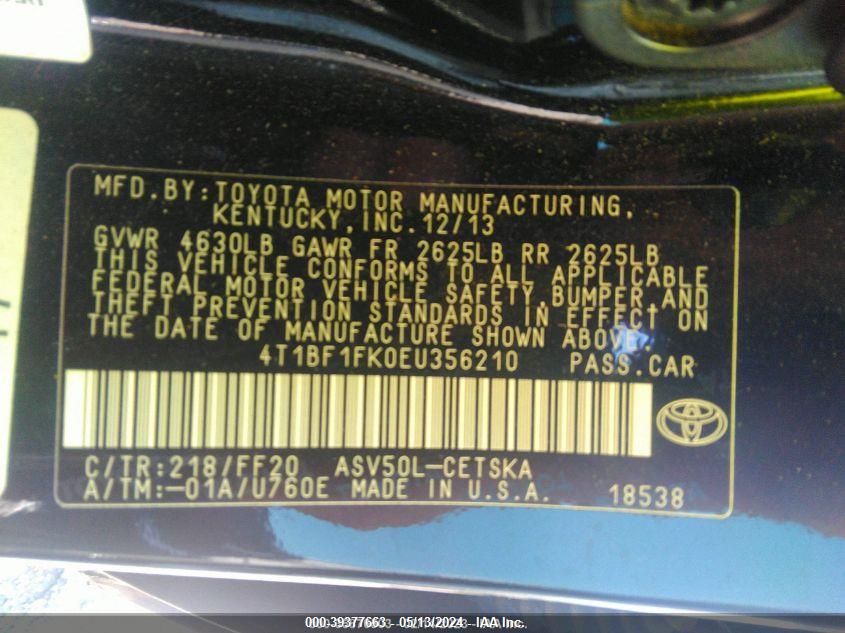 MFD.BY:TOYOTA MOTOR MANUFACTURING,
KENTUCKY,INC.12/13
GVWR 4630LB GAWR FR 2625LB RR 2625LB
THIS VEHICLE CONFORMS TO ALL APPLICABLE
FEDERAL MOTOR VEHICLE SAFETY,BUMPER,AND
THEFT PREVENTION STANDARDS IN EFFECT ON
THE DATE OF MANUFACTURE SHOWN ABOVE.
4T1BF1FK0EU356210 PASS.CAR
C/TR:218/FF20 ASV50L-CETSKA
A/TM:-01A/U760E MADE IN U.S.A. 18538
000-39377663 - 05/13/2024 - IAA Inc.